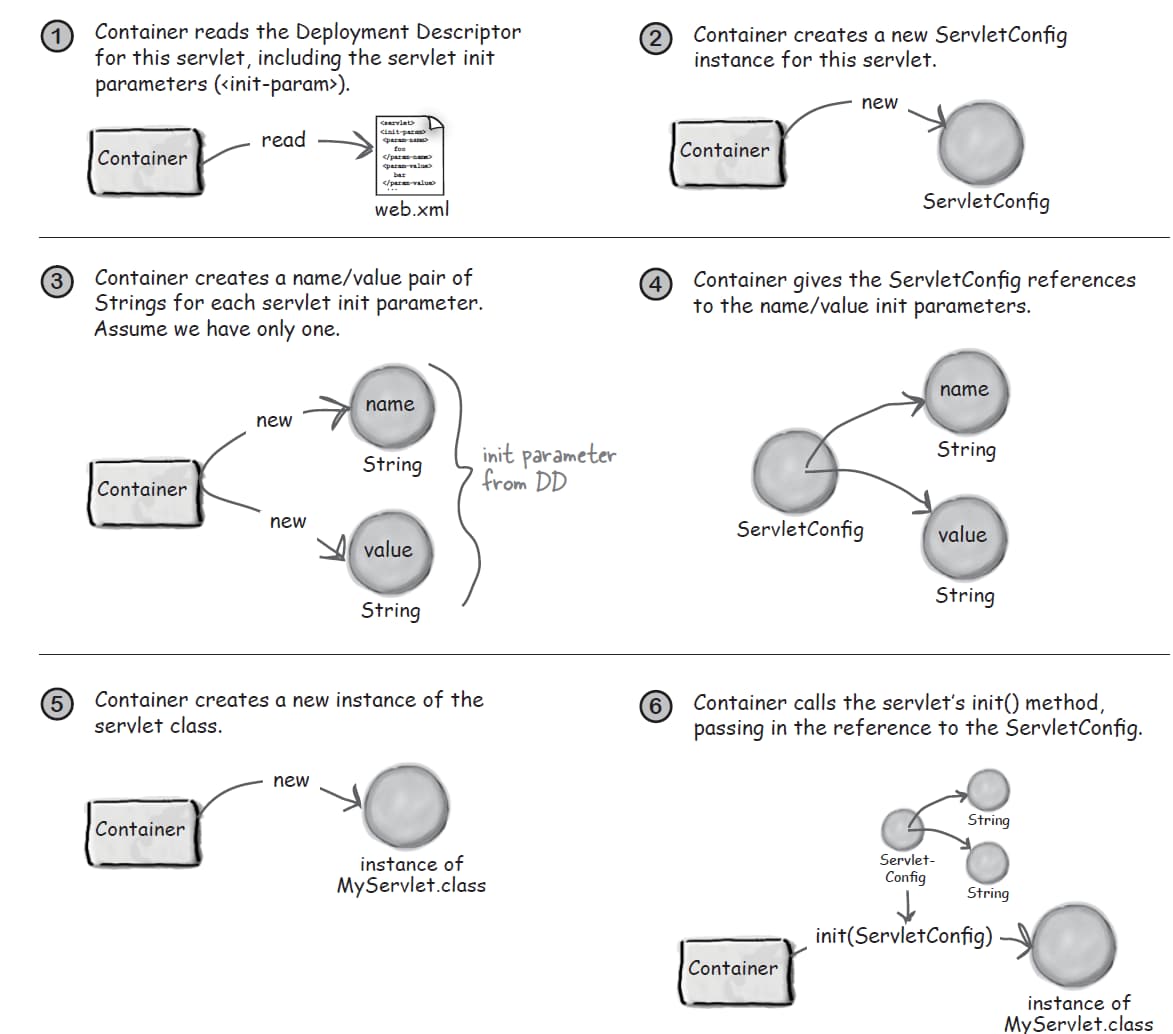 1
Container reads the Deployment Descriptor
for this servlet, including the servlet init
parameters (<init-param>).
Container
read
<servlet>
<init-param>
<param-name>
foo
</param-name>
<param-value>
bar
</param-value>
...
web.xml
2
Container creates a new ServletConfig
instance for this servlet.
Container
new
ServletConfig
3
Container creates a name/value pair of
Strings for each servlet init parameter.
Assume we have only one.
Container
new
name
String
new
value
String
init parameter
from DD
4
Container gives the ServletConfig references
to the name/value init parameters.
ServletConfig
name
String
value
String
5
Container creates a new instance of the
servlet class.
Container
new
instance of
MyServlet.class
6
Container calls the servlet’s init() method,
passing in the reference to the ServletConfig.
String
Servlet-
Config
String
Container
init(ServletConfig)
instance of
MyServlet.class